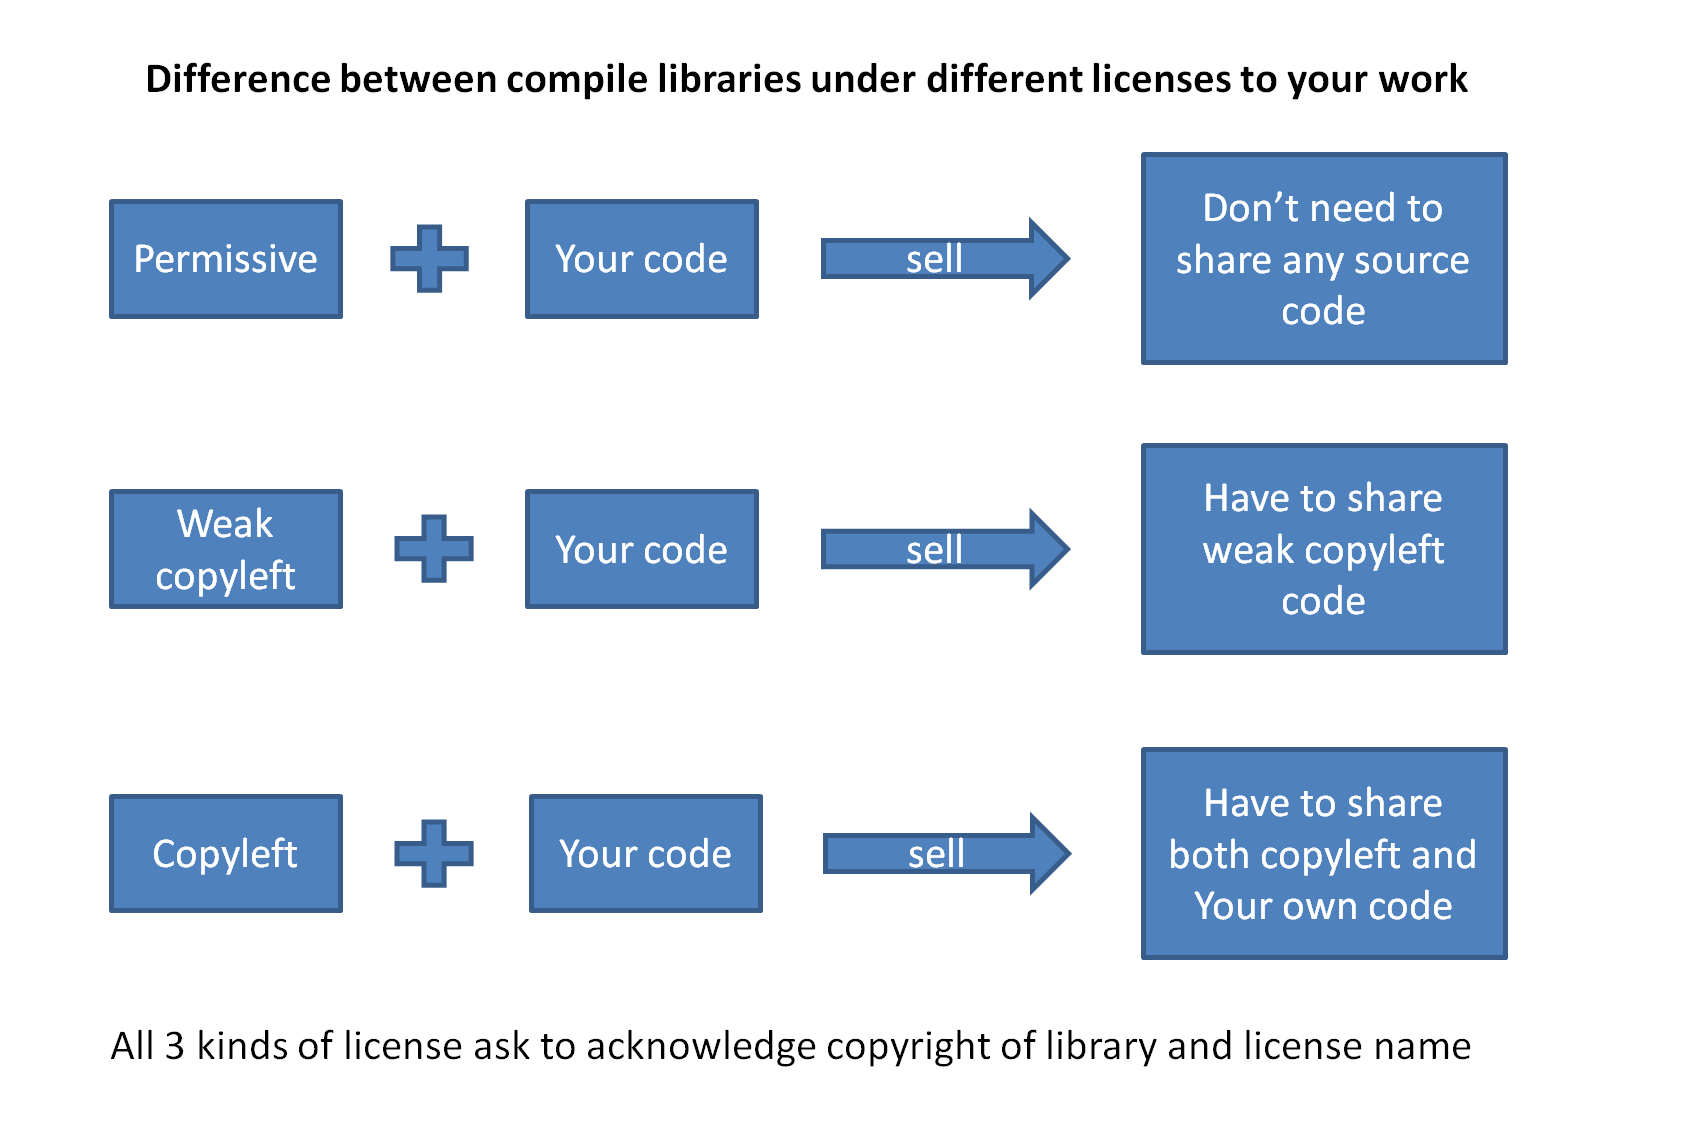 Difference between compile libraries under different licenses to your work
Permissive
Your code
sell
Don’t need to
share any source
code
Weak
copyleft
Your code
sell
Have to share
weak copyleft
code
Copyleft
Your code
sell
Have to share
both copyleft and
Your own code
All 3 kinds of license ask to acknowledge copyright of library and license name